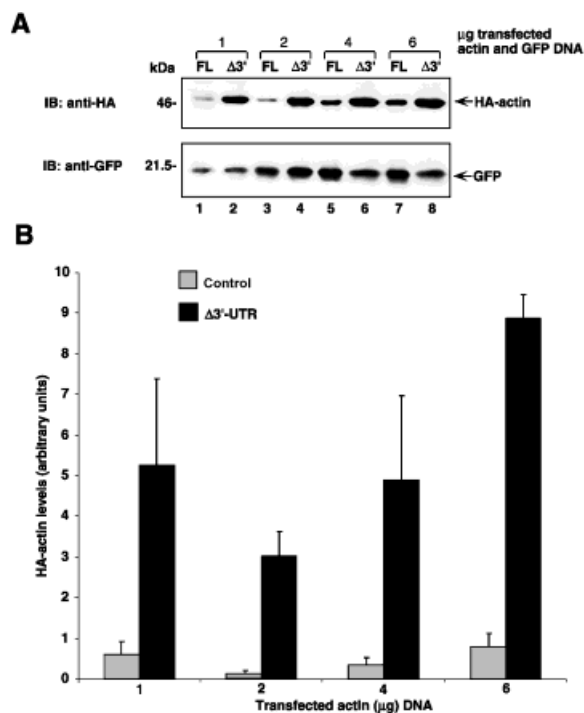 A
1 2 4 6 µg transfected
actin and GFP DNA
kDa FL Δ3' FL Δ3' FL Δ3' FL Δ3'
IB: anti-HA 46- HA-actin
IB: anti-GFP 21.5- GFP
1 2 3 4 5 6 7 8
B
10
9
8
7
6
5
4
3
2
1
0
HA-actin levels (arbitrary units)
Control
Δ3'-UTR
1 2 4 6
Transfected actin (µg) DNA